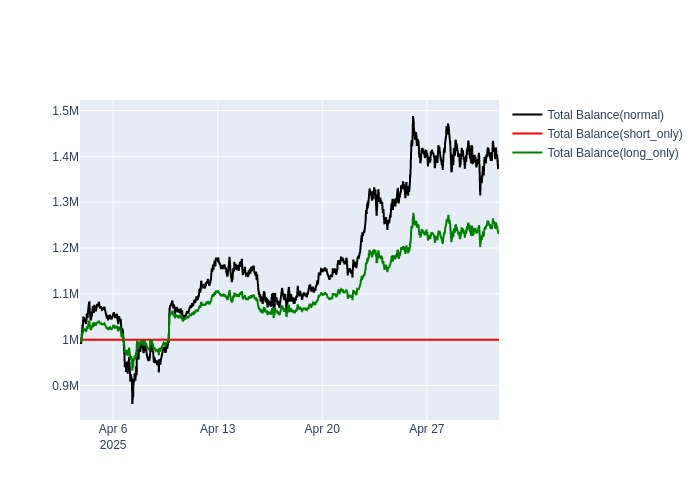 1.5M
1.4M
1.3M
1.2M
1.1M
1M
0.9M
Apr 6
2025
Apr 13
Apr 20
Apr 27
Total Balance(normal)
Total Balance(short_only)
Total Balance(long_only)